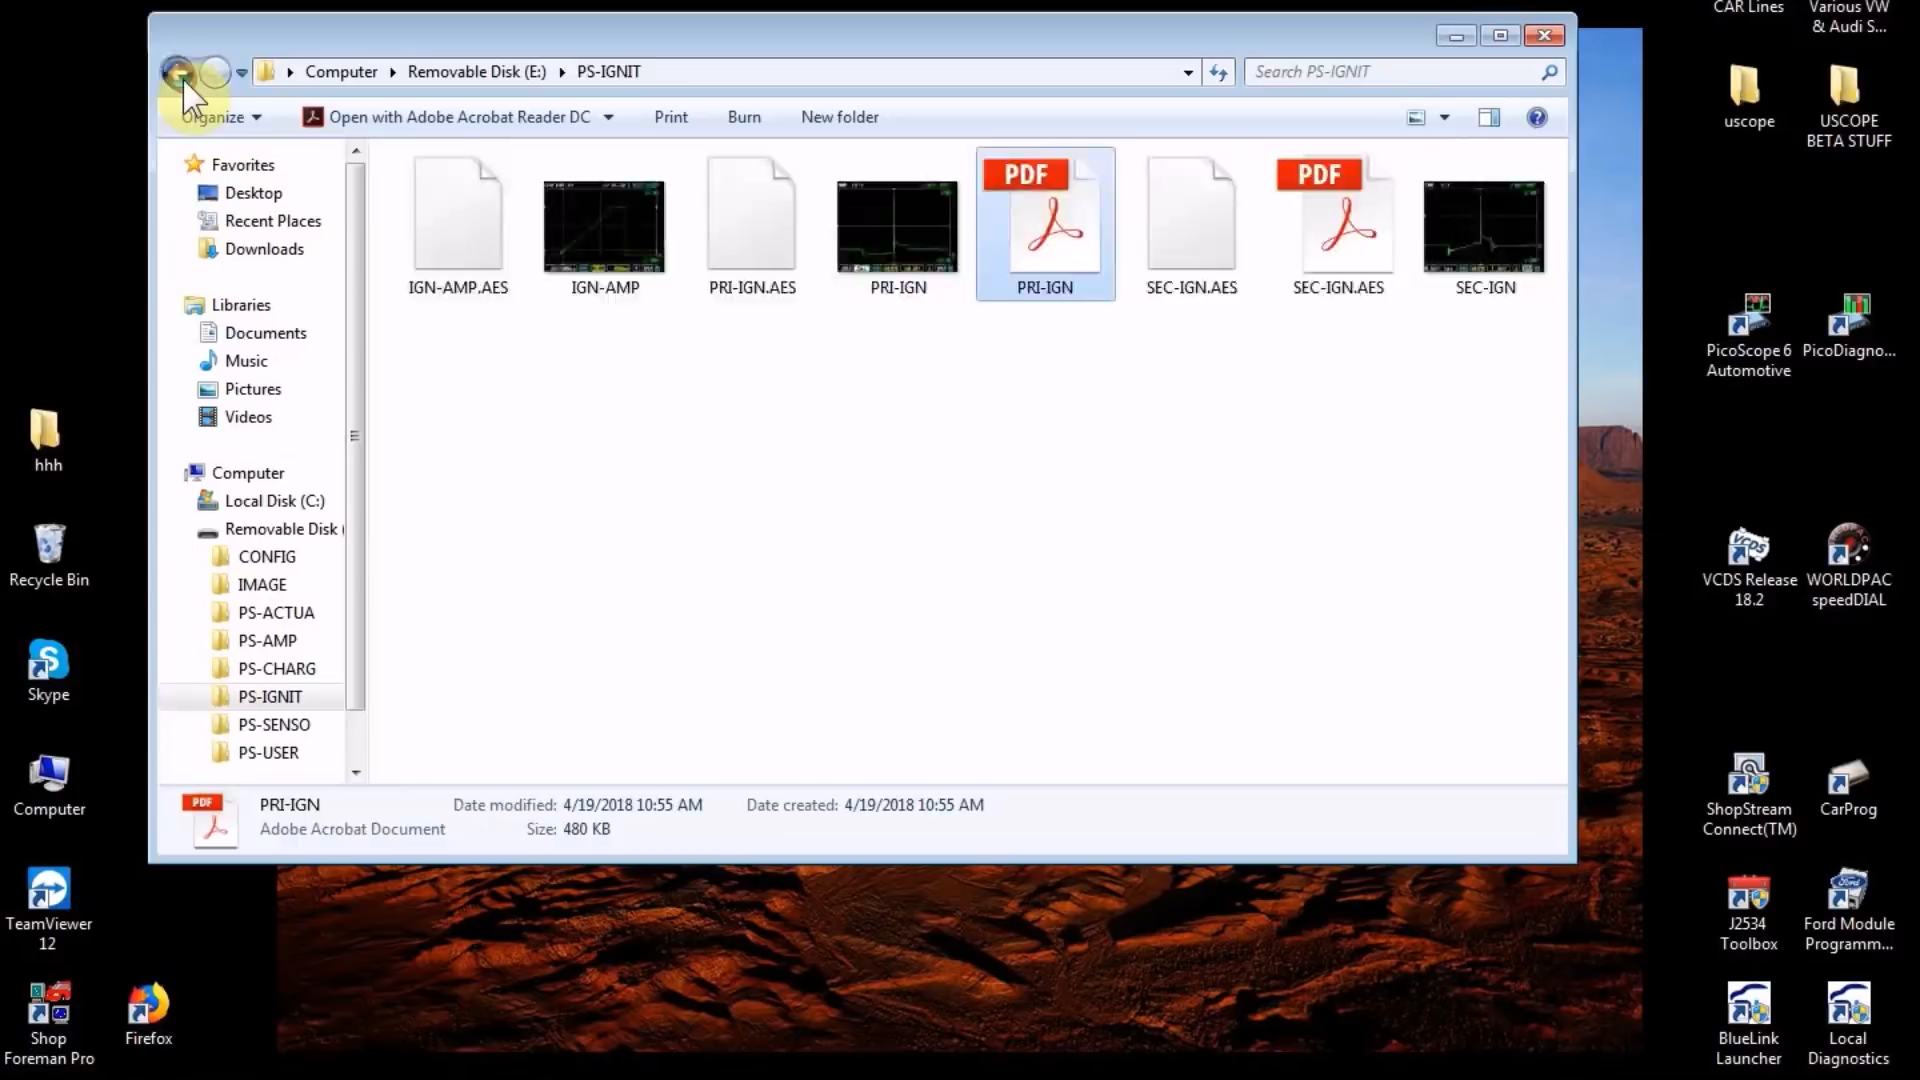 CAR Lines
Various VW
& Audi S...
Computer
Removable Disk (E:)
PS-IGNIT
Search PS-IGNIT
Organize
Open with Adobe Acrobat Reader DC
Print
Burn
New folder
Favorites
Desktop
Recent Places
Downloads
Libraries
Documents
Music
Pictures
Videos
Computer
Local Disk (C:)
Removable Disk (
CONFIG
IMAGE
PS-ACTUA
PS-AMP
PS-CHARG
PS-IGNIT
PS-SENSO
PS-USER
IGN-AMP.AES
IGN-AMP
PRI-IGN.AES
PRI-IGN
PDF
PRI-IGN
SEC-IGN.AES
PDF
SEC-IGN.AES
SEC-IGN
PDF
PRI-IGN
Date modified: 4/19/2018 10:55 AM
Date created: 4/19/2018 10:55 AM
Adobe Acrobat Document
Size: 480 KB
hhh
Recycle Bin
Skype
Computer
TeamViewer
12
Shop
Foreman Pro
Firefox
uscope
USCOPE
BETA STUFF
PicoScope 6
Automotive
PicoDiagno...
VCDS
VCDS Release
18.2
WORLDPAC
speedDIAL
ShopStream
Connect(TM)
CarProg
J2534
Toolbox
Ford Module
Programm...
BlueLink
Launcher
Local
Diagnostics